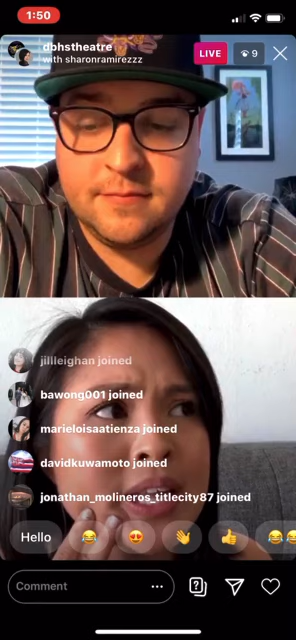 1:50
dbhstheatre
with sharonramirezzz
LIVE
9
jillleighan joined
bawong001 joined
marieloisaatienza joined
davidkuwamoto joined
jonathan_molineros_titlecity87 joined
Hello
Comment